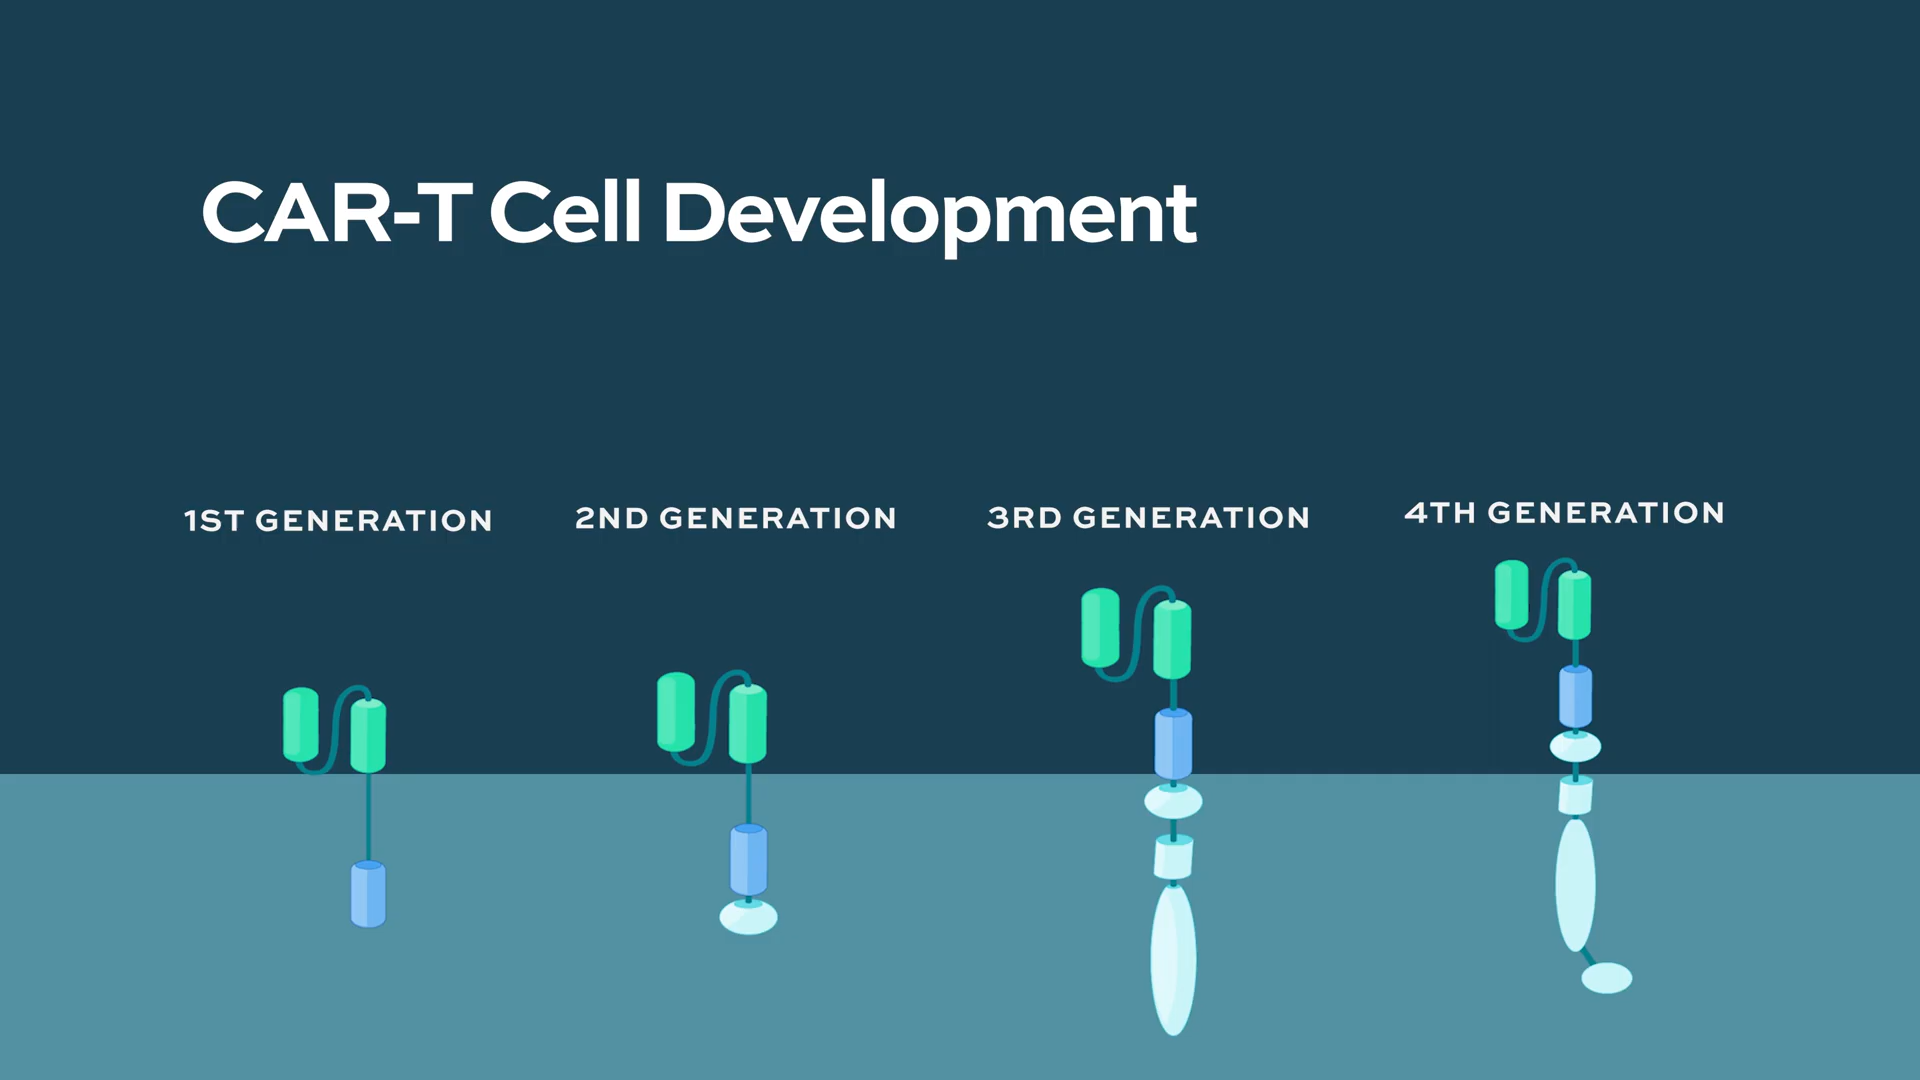 CAR-T Cell Development
1ST GENERATION
2ND GENERATION
3RD GENERATION
4TH GENERATION